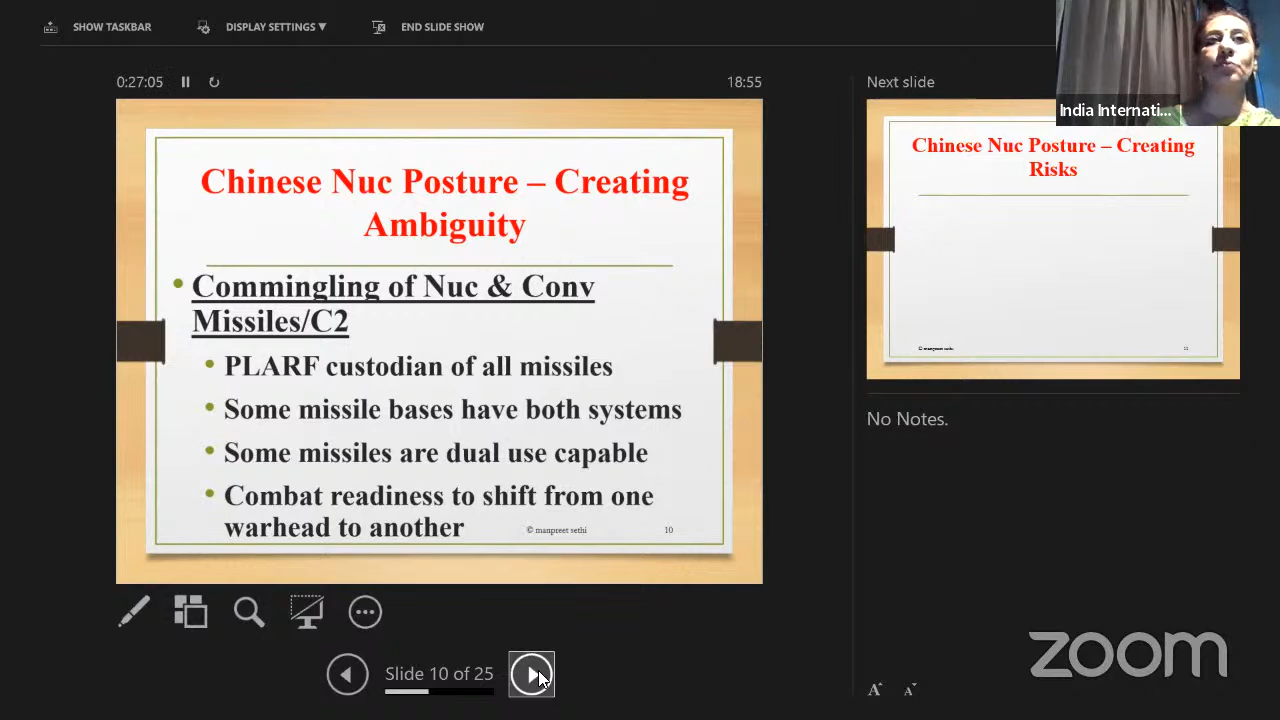 SHOW TASKBAR
DISPLAY SETTINGS ▼
END SLIDE SHOW
0:27:05
18:55
Chinese Nuc Posture – Creating
Ambiguity
• Commingling of Nuc & Conv
Missiles/C2
• PLARF custodian of all missiles
• Some missile bases have both systems
• Some missiles are dual use capable
• Combat readiness to shift from one
warhead to another
© manpreet sethi
10
Slide 10 of 25
Next slide
India Internati...
Chinese Nuc Posture – Creating
Risks
© manpreet sethi
11
No Notes.
A A
zoom